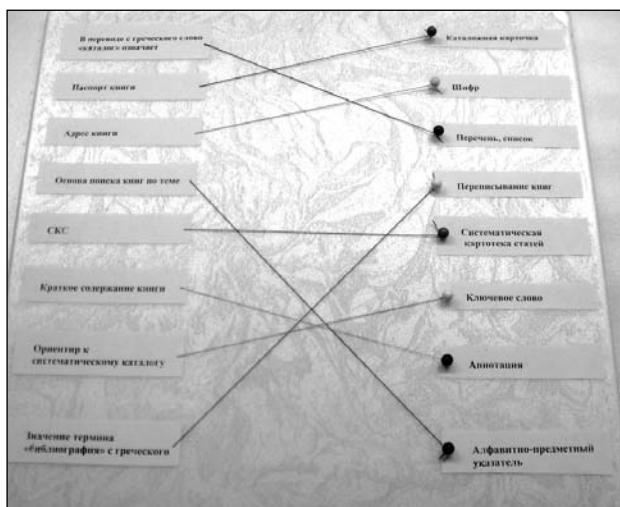 В переводе с греческого слово
«каталог» означает
Паспорт книги
Адрес книги
Основа поиска книг по теме
СКС
Краткое содержание книги
Ориентир к
систематическому каталогу
Значение термина
«библиография» с греческого
Каталожная карточка
Шифр
Перечень, список
Переписывание книг
Систематическая
картотека статей
Ключевое слово
Аннотация
Алфавитно-предметный
указатель